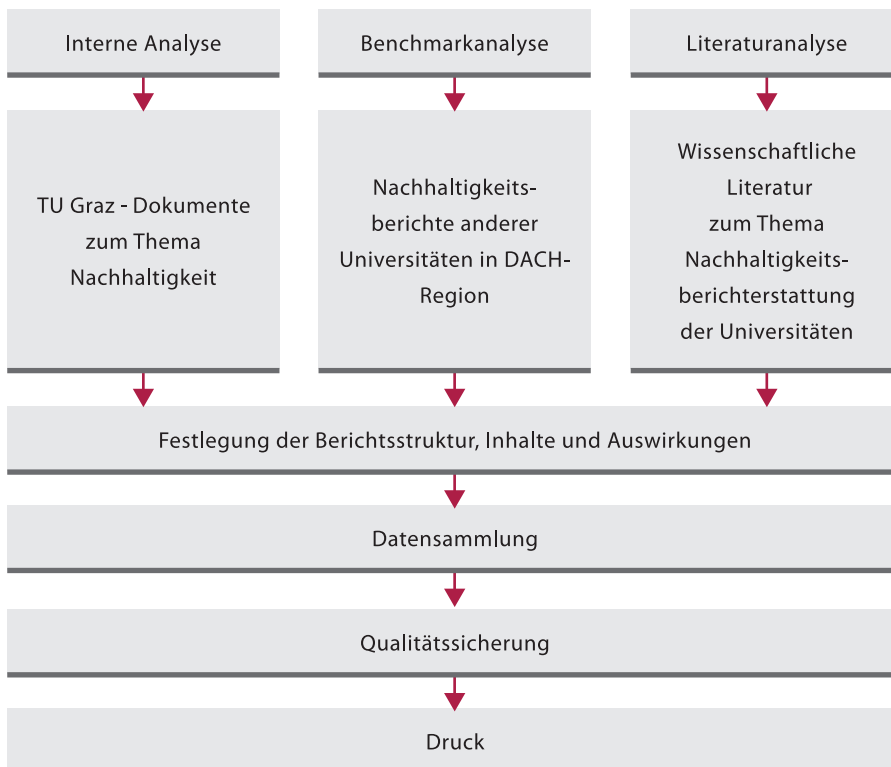 Interne Analyse
Benchmarkanalyse
Literaturanalyse
TU Graz - Dokumente
zum Thema
Nachhaltigkeit
Nachhaltigkeits-
berichte anderer
Universitäten in DACH-
Region
Wissenschaftliche
Literatur
zum Thema
Nachhaltigkeits-
berichterstattung
der Universitäten
Festlegung der Berichtsstruktur, Inhalte und Auswirkungen
Datensammlung
Qualitätssicherung
Druck